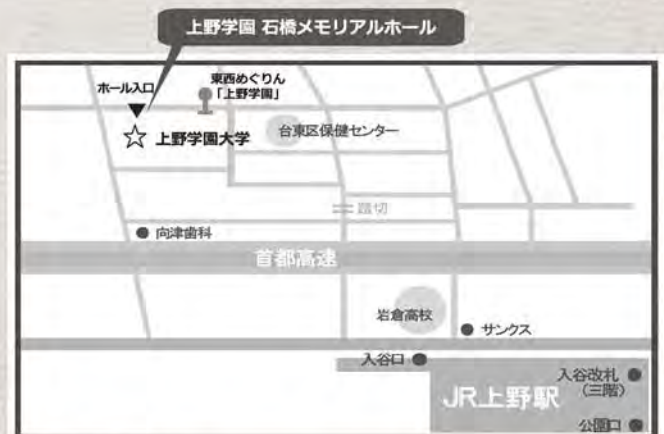 上野学園 石橋メモリアルホール
東西めぐりん
「上野学園」
ホール入口
上野学園大学
台東区保健センター
踏切
向津歯科
首都高速
岩倉高校
サンクス
入谷口
入谷改札
(三階)
JR上野駅
公園口